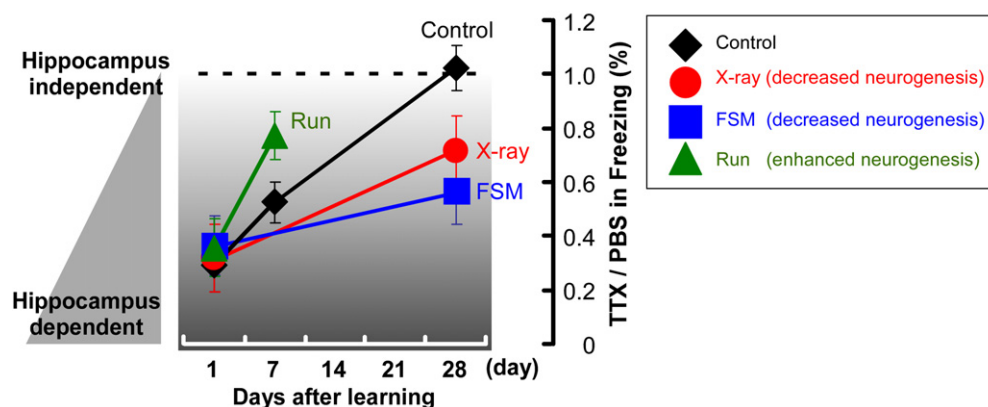 Hippocampus
independent
Hippocampus
dependent
Control
Run
X-ray
FSM
1 7 14 21 28 (day)
Days after learning
1.2
1.0
0.8
0.6
0.4
0.2
0
TTX / PBS in Freezing (%)
Control
X-ray (decreased neurogenesis)
FSM (decreased neurogenesis)
Run (enhanced neurogenesis)